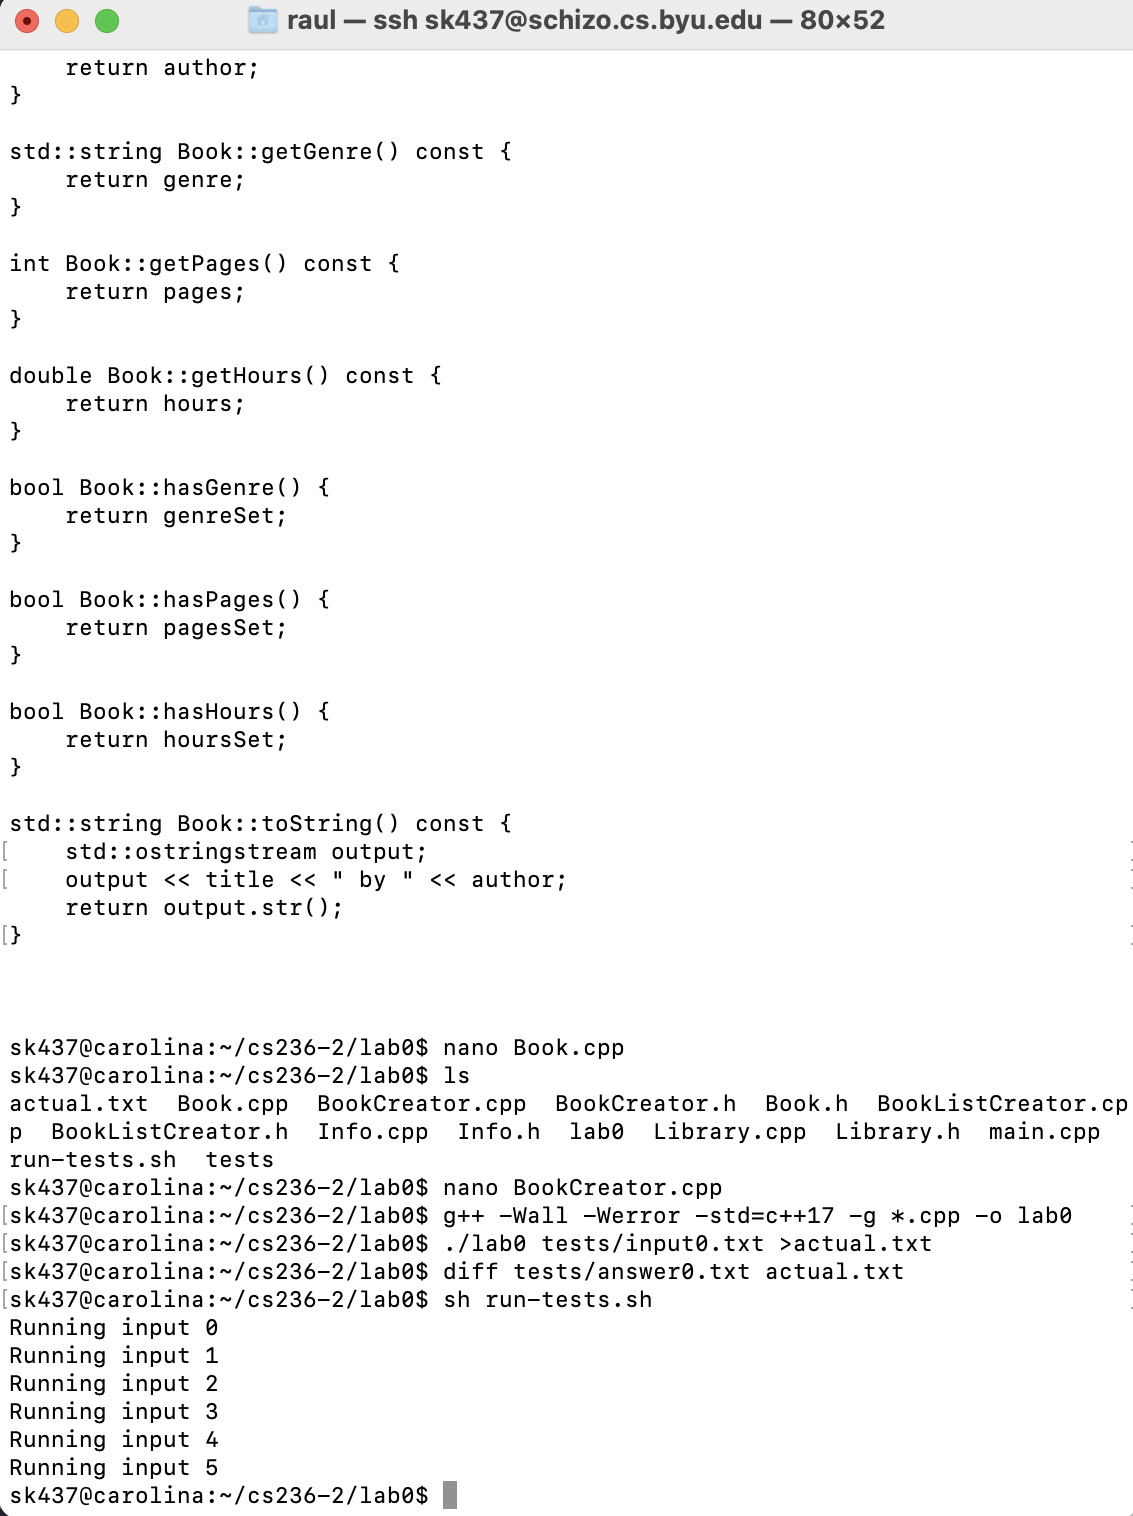 raul — ssh sk437@schizo.cs.byu.edu — 80×52
    return author;
}

std::string Book::getGenre() const {
    return genre;
}

int Book::getPages() const {
    return pages;
}

double Book::getHours() const {
    return hours;
}

bool Book::hasGenre() {
    return genreSet;
}

bool Book::hasPages() {
    return pagesSet;
}

bool Book::hasHours() {
    return hoursSet;
}

std::string Book::toString() const {
[    std::ostringstream output;
[    output << title << " by " << author;
    return output.str();
[}

sk437@carolina:~/cs236-2/lab0$ nano Book.cpp
sk437@carolina:~/cs236-2/lab0$ ls
actual.txt  Book.cpp  BookCreator.cpp  BookCreator.h  Book.h  BookListCreator.cp
p  BookListCreator.h  Info.cpp  Info.h  lab0  Library.cpp  Library.h  main.cpp
run-tests.sh  tests
sk437@carolina:~/cs236-2/lab0$ nano BookCreator.cpp
[sk437@carolina:~/cs236-2/lab0$ g++ -Wall -Werror -std=c++17 -g *.cpp -o lab0
[sk437@carolina:~/cs236-2/lab0$ ./lab0 tests/input0.txt >actual.txt
[sk437@carolina:~/cs236-2/lab0$ diff tests/answer0.txt actual.txt
[sk437@carolina:~/cs236-2/lab0$ sh run-tests.sh
Running input 0
Running input 1
Running input 2
Running input 3
Running input 4
Running input 5
sk437@carolina:~/cs236-2/lab0$